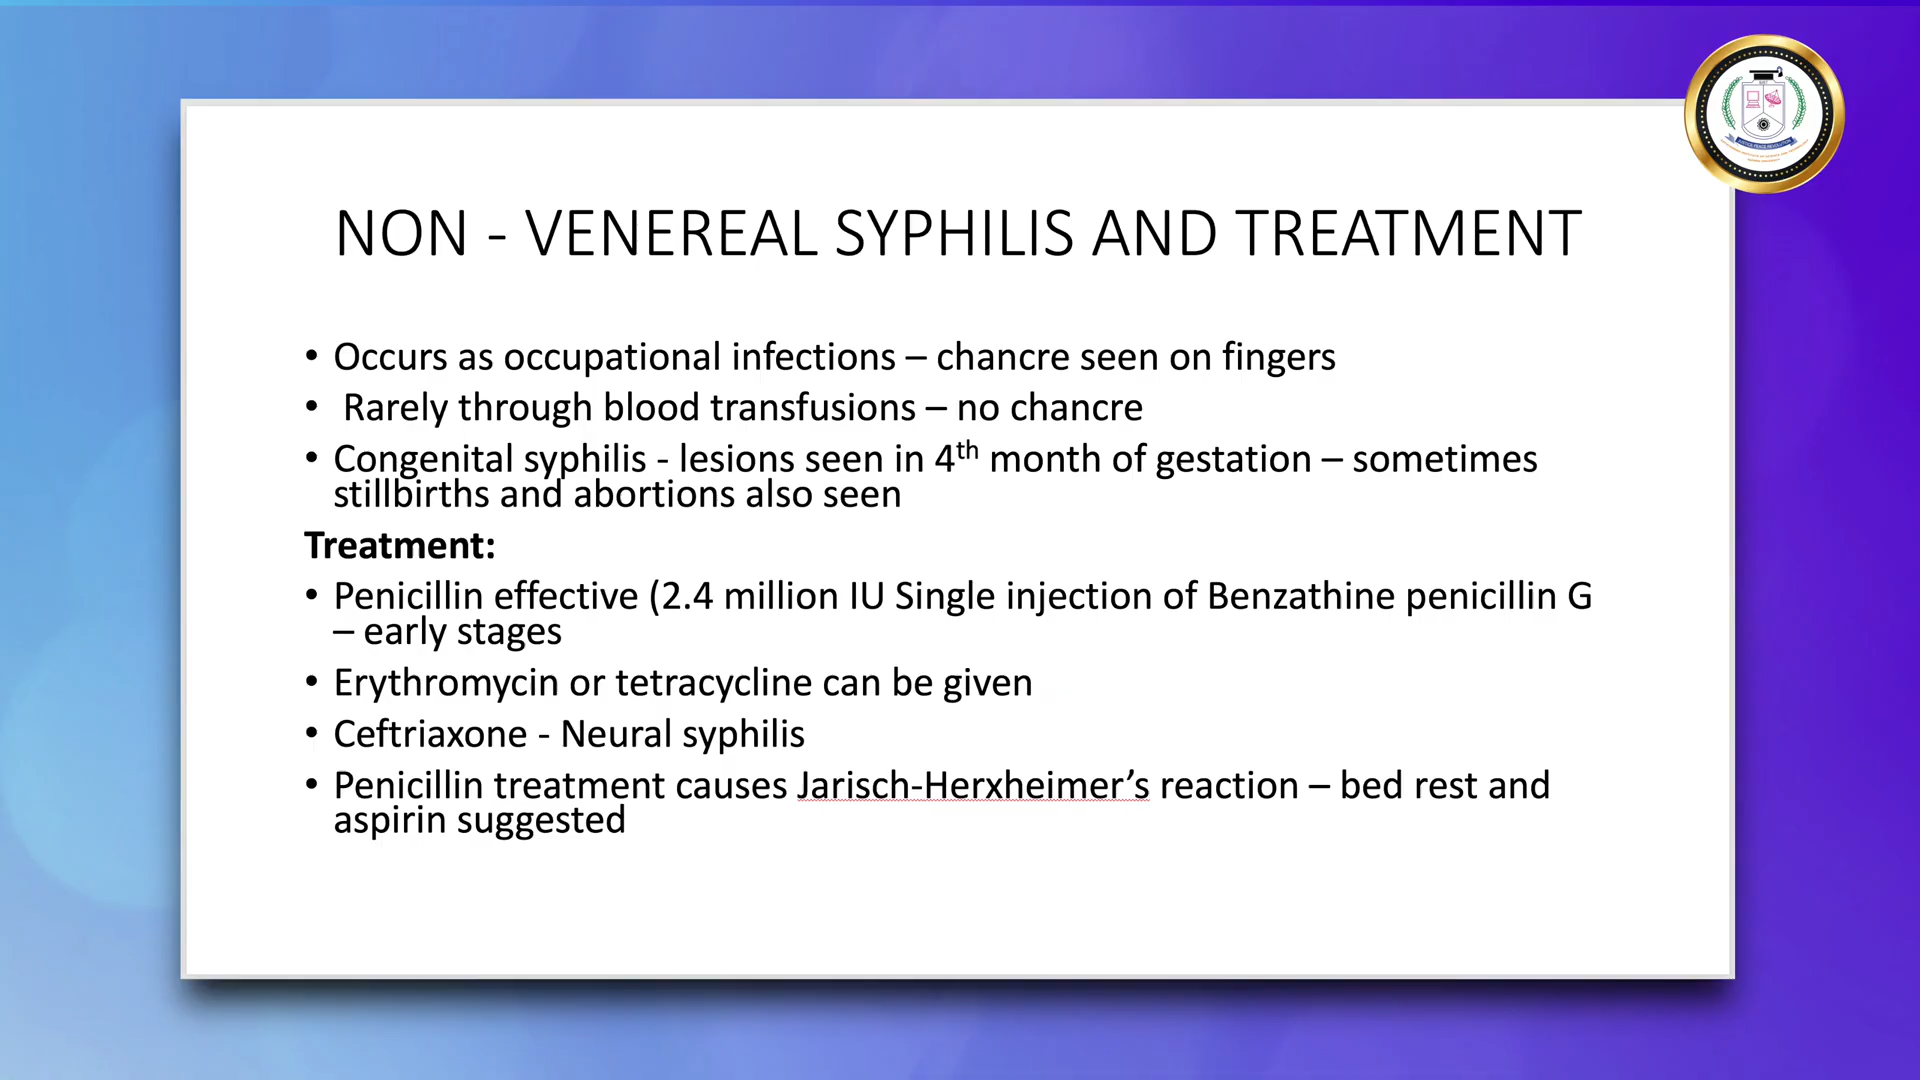 NON - VENEREAL SYPHILIS AND TREATMENT
• Occurs as occupational infections – chancre seen on fingers
• Rarely through blood transfusions – no chancre
• Congenital syphilis - lesions seen in 4th month of gestation – sometimes
stillbirths and abortions also seen
Treatment:
• Penicillin effective (2.4 million IU Single injection of Benzathine penicillin G
– early stages
• Erythromycin or tetracycline can be given
• Ceftriaxone - Neural syphilis
• Penicillin treatment causes Jarisch-Herxheimer’s reaction – bed rest and
aspirin suggested